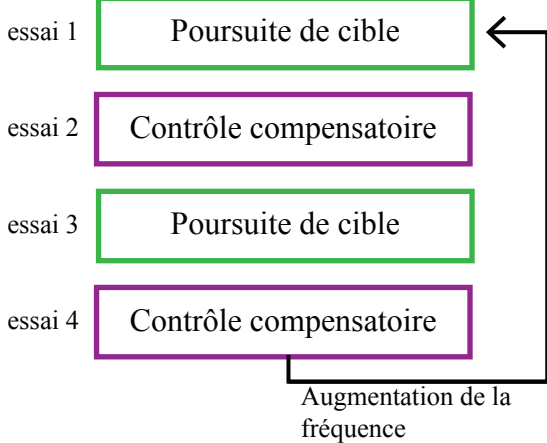 essai 1 Poursuite de cible
essai 2 Contrôle compensatoire
essai 3 Poursuite de cible
essai 4 Contrôle compensatoire
Augmentation de la
fréquence